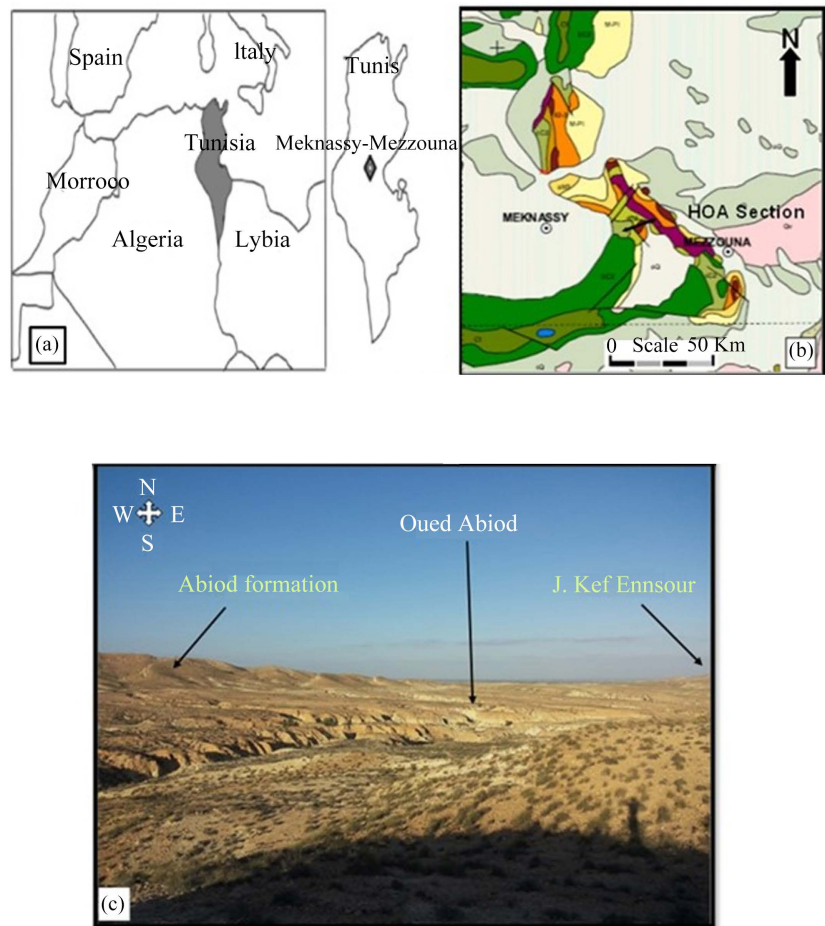 Spain
Italy
Tunis
Tunisia
Meknassy-Mezzouna
Morroco
Algeria
Lybia
(a)
N
HOA Section
MEKNASSY
MEZZOUNA
0 Scale 50 Km
(b)
N
W E
S
Oued Abiod
Abiod formation
J. Kef Ennsour
(c)